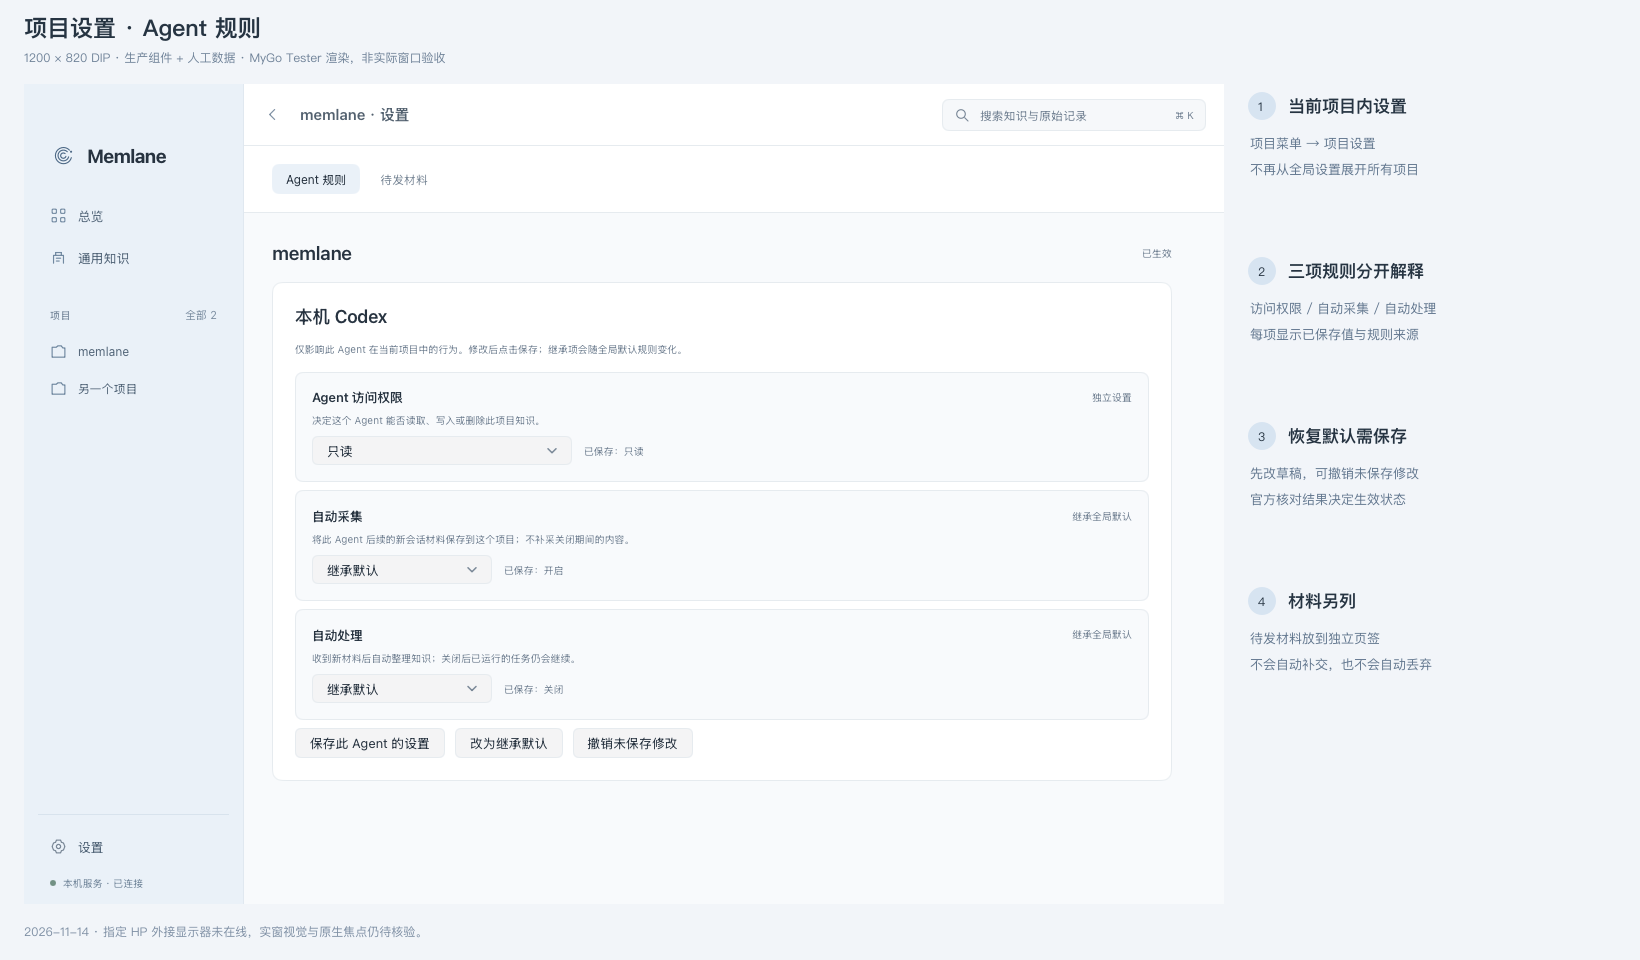 项目设置 · Agent 规则
1200 × 820 DIP · 生产组件 + 人工数据 · MyGo Tester 渲染，非实际窗口验收
Memlane
总览
通用知识
项目 全部 2
memlane
另一个项目
设置
本机服务 · 已连接
memlane · 设置
搜索知识与原始记录 ⌘ K
Agent 规则 待发材料
memlane 已生效
本机 Codex
仅影响此 Agent 在当前项目中的行为。修改后点击保存；继承项会随全局默认规则变化。
Agent 访问权限 独立设置
决定这个 Agent 能否读取、写入或删除此项目知识。
只读 已保存：只读
自动采集 继承全局默认
将此 Agent 后续的新会话材料保存到这个项目；不补采关闭期间的内容。
继承默认 已保存：开启
自动处理 继承全局默认
收到新材料后自动整理知识；关闭后已运行的任务仍会继续。
继承默认 已保存：关闭
保存此 Agent 的设置 改为继承默认 撤销未保存修改
1 当前项目内设置
项目菜单 → 项目设置
不再从全局设置展开所有项目
2 三项规则分开解释
访问权限 / 自动采集 / 自动处理
每项显示已保存值与规则来源
3 恢复默认需保存
先改草稿，可撤销未保存修改
官方核对结果决定生效状态
4 材料另列
待发材料放到独立页签
不会自动补交，也不会自动丢弃
2026-11-14 · 指定 HP 外接显示器未在线，实窗视觉与原生焦点仍待核验。